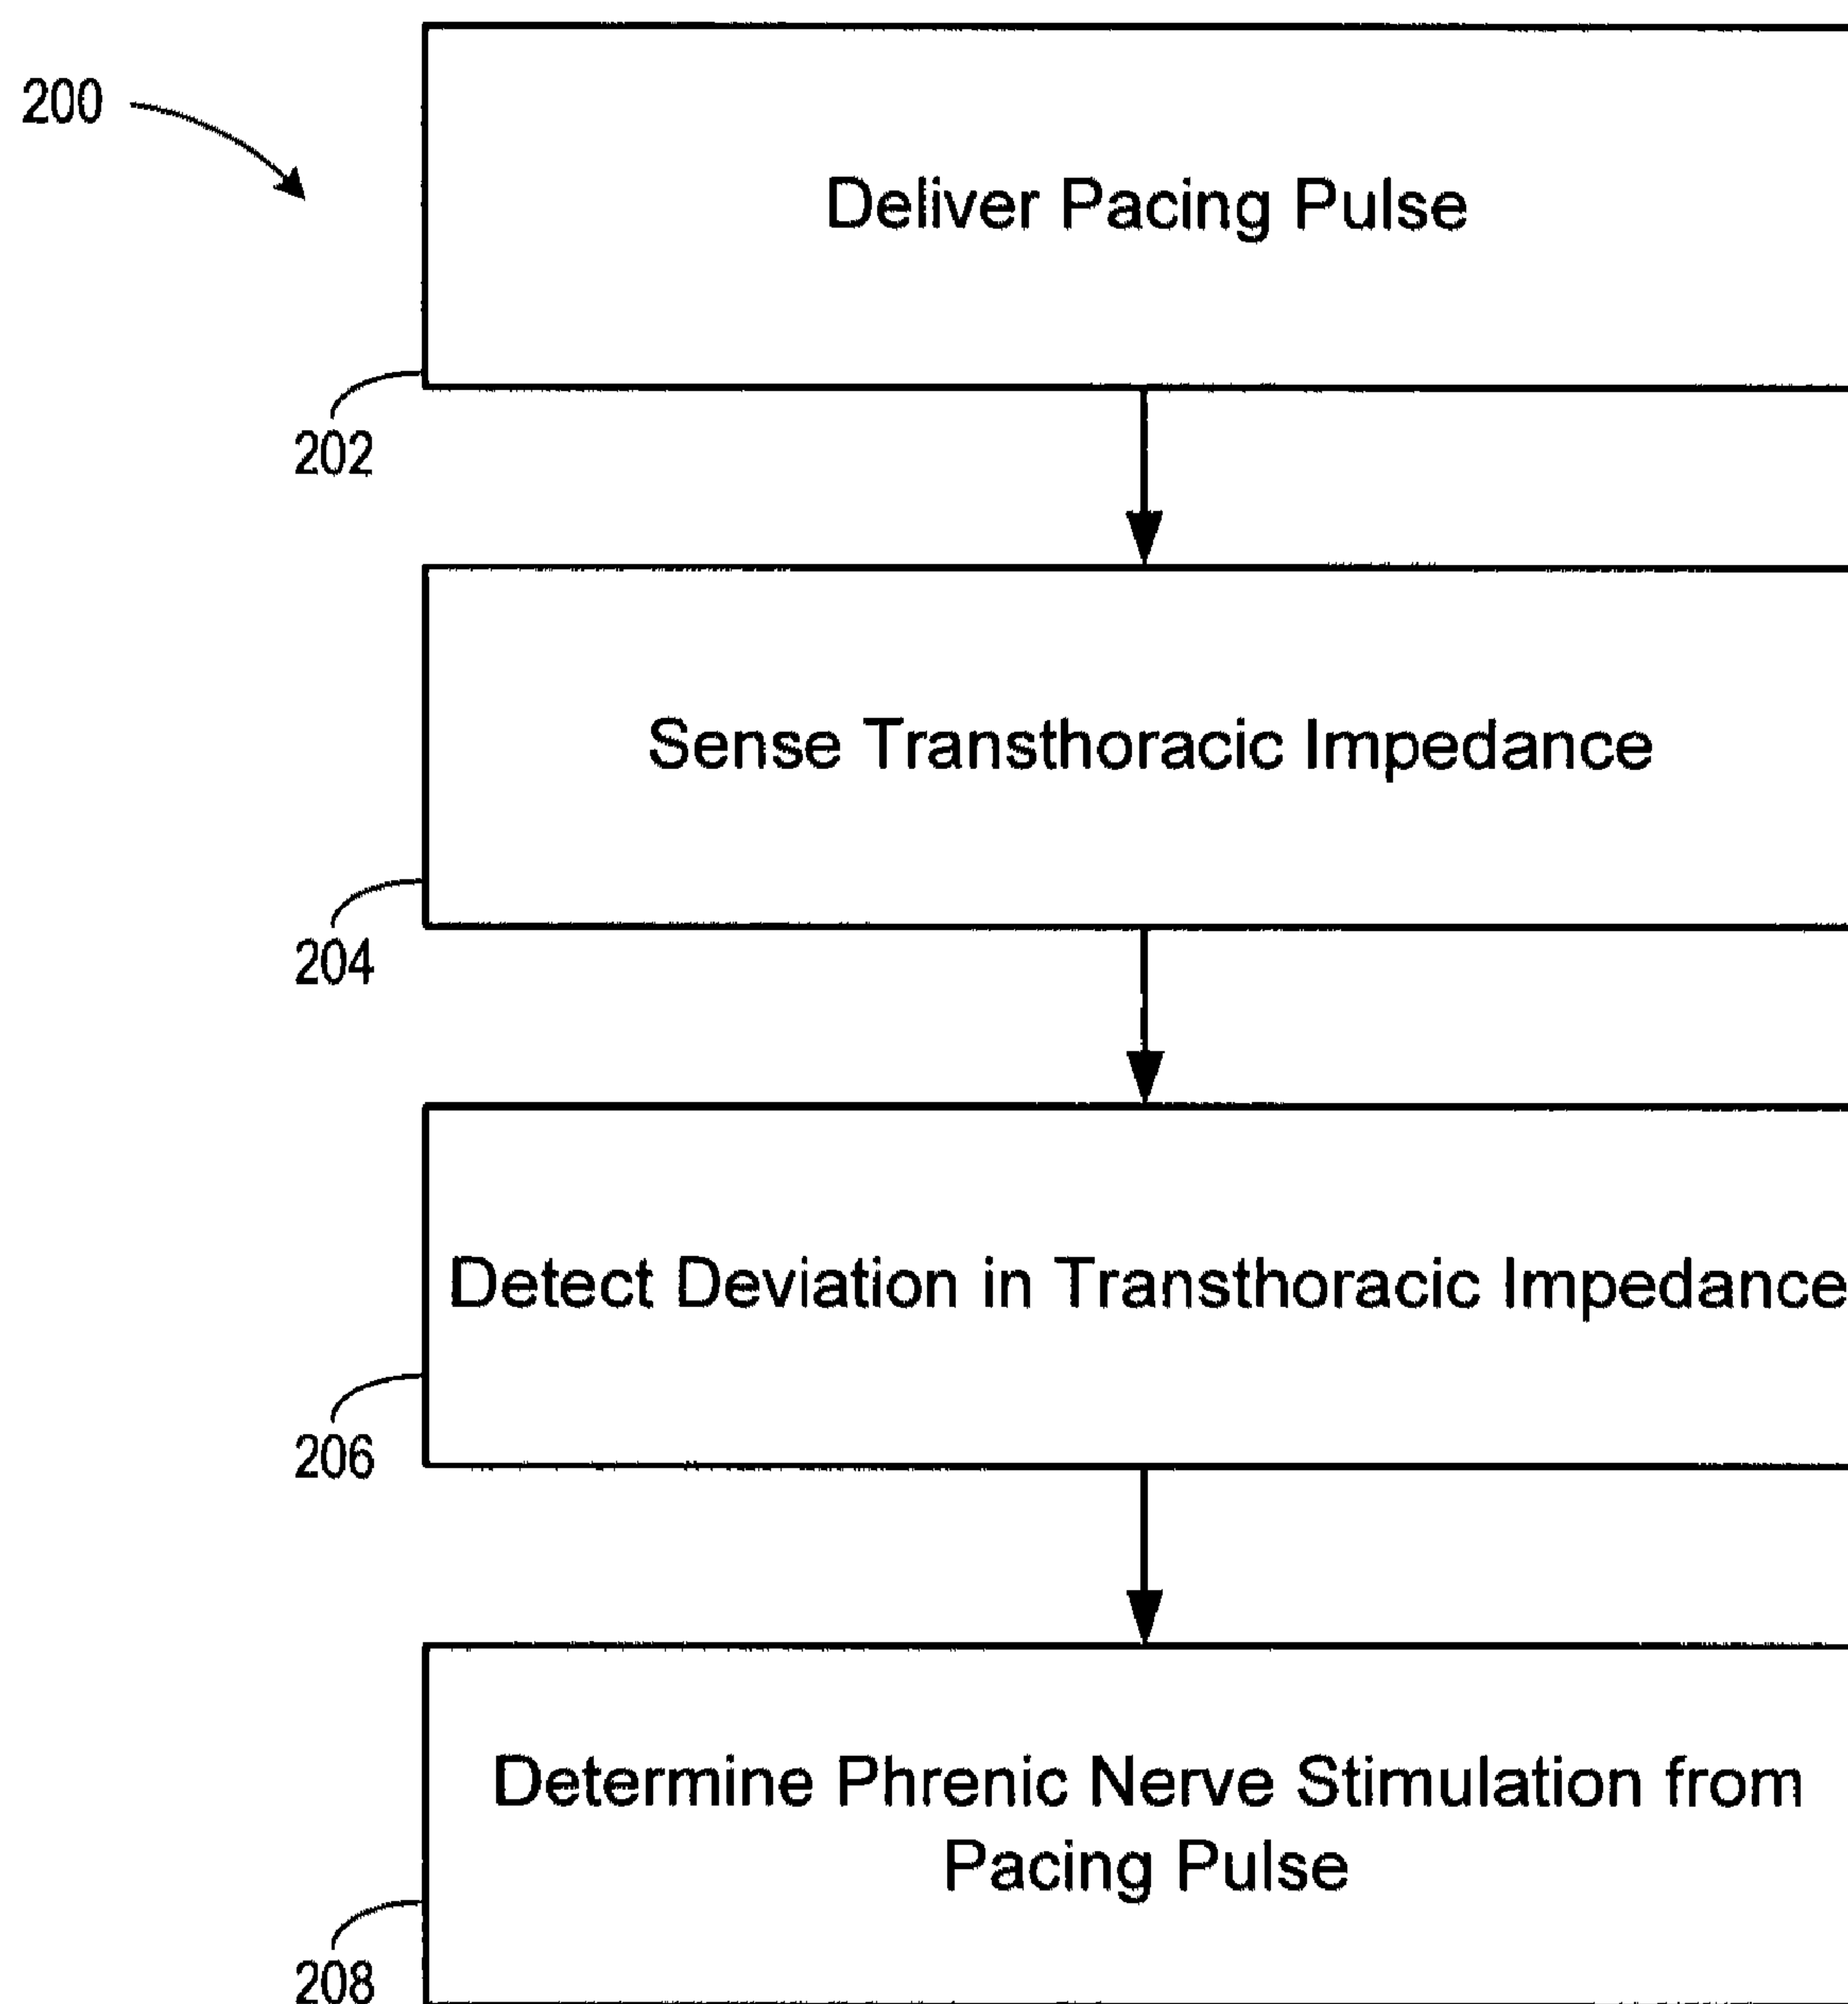 200
Deliver Pacing Pulse
202
Sense Transthoracic Impedance
204
Detect Deviation in Transthoracic Impedance
206
Determine Phrenic Nerve Stimulation from
Pacing Pulse
208